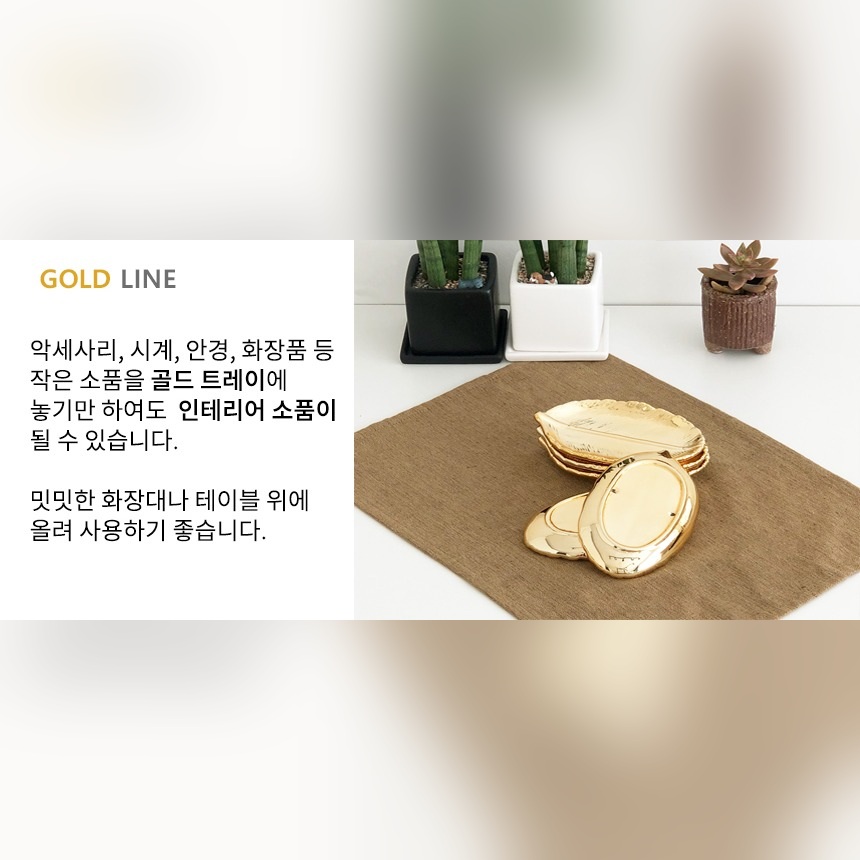 GOLD LINE
악세사리, 시계, 안경, 화장품 등
작은 소품을 골드 트레이에
놓기만 하여도 인테리어 소품이
될 수 있습니다.
밋밋한 화장대나 테이블 위에
올려 사용하기 좋습니다.